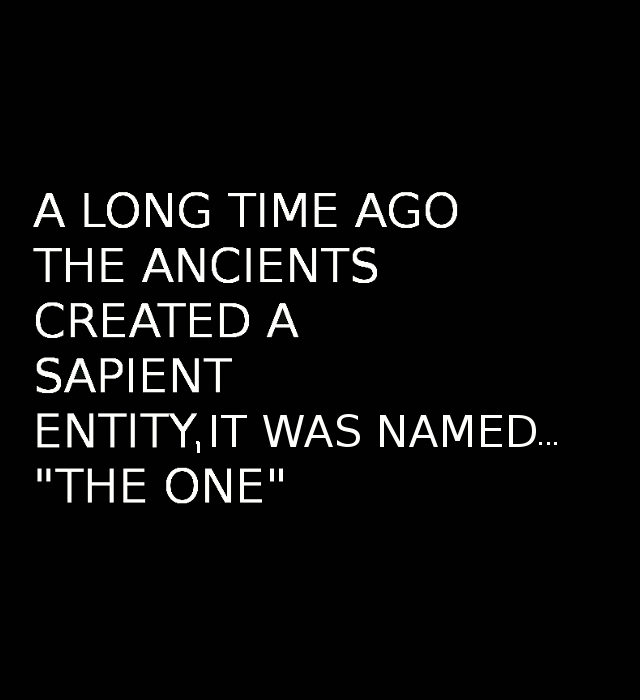 A LONG TIME AGO
THE ANCIENTS
CREATED A
SAPIENT
ENTITY, IT WAS NAMED...
"THE ONE"